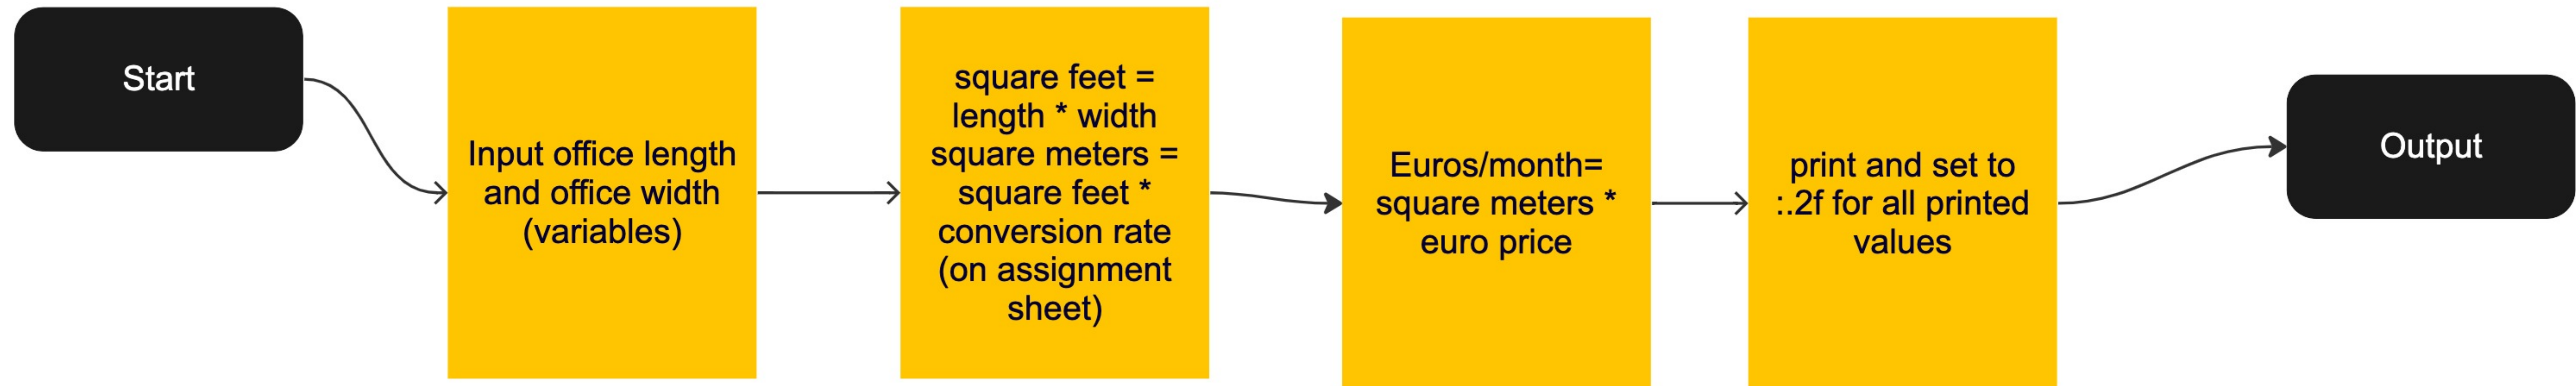 Start
Input office length
and office width
(variables)
square feet =
length * width
square meters =
square feet *
conversion rate
(on assignment
sheet)
Euros/month=
square meters *
euro price
print and set to
:.2f for all printed
values
Output